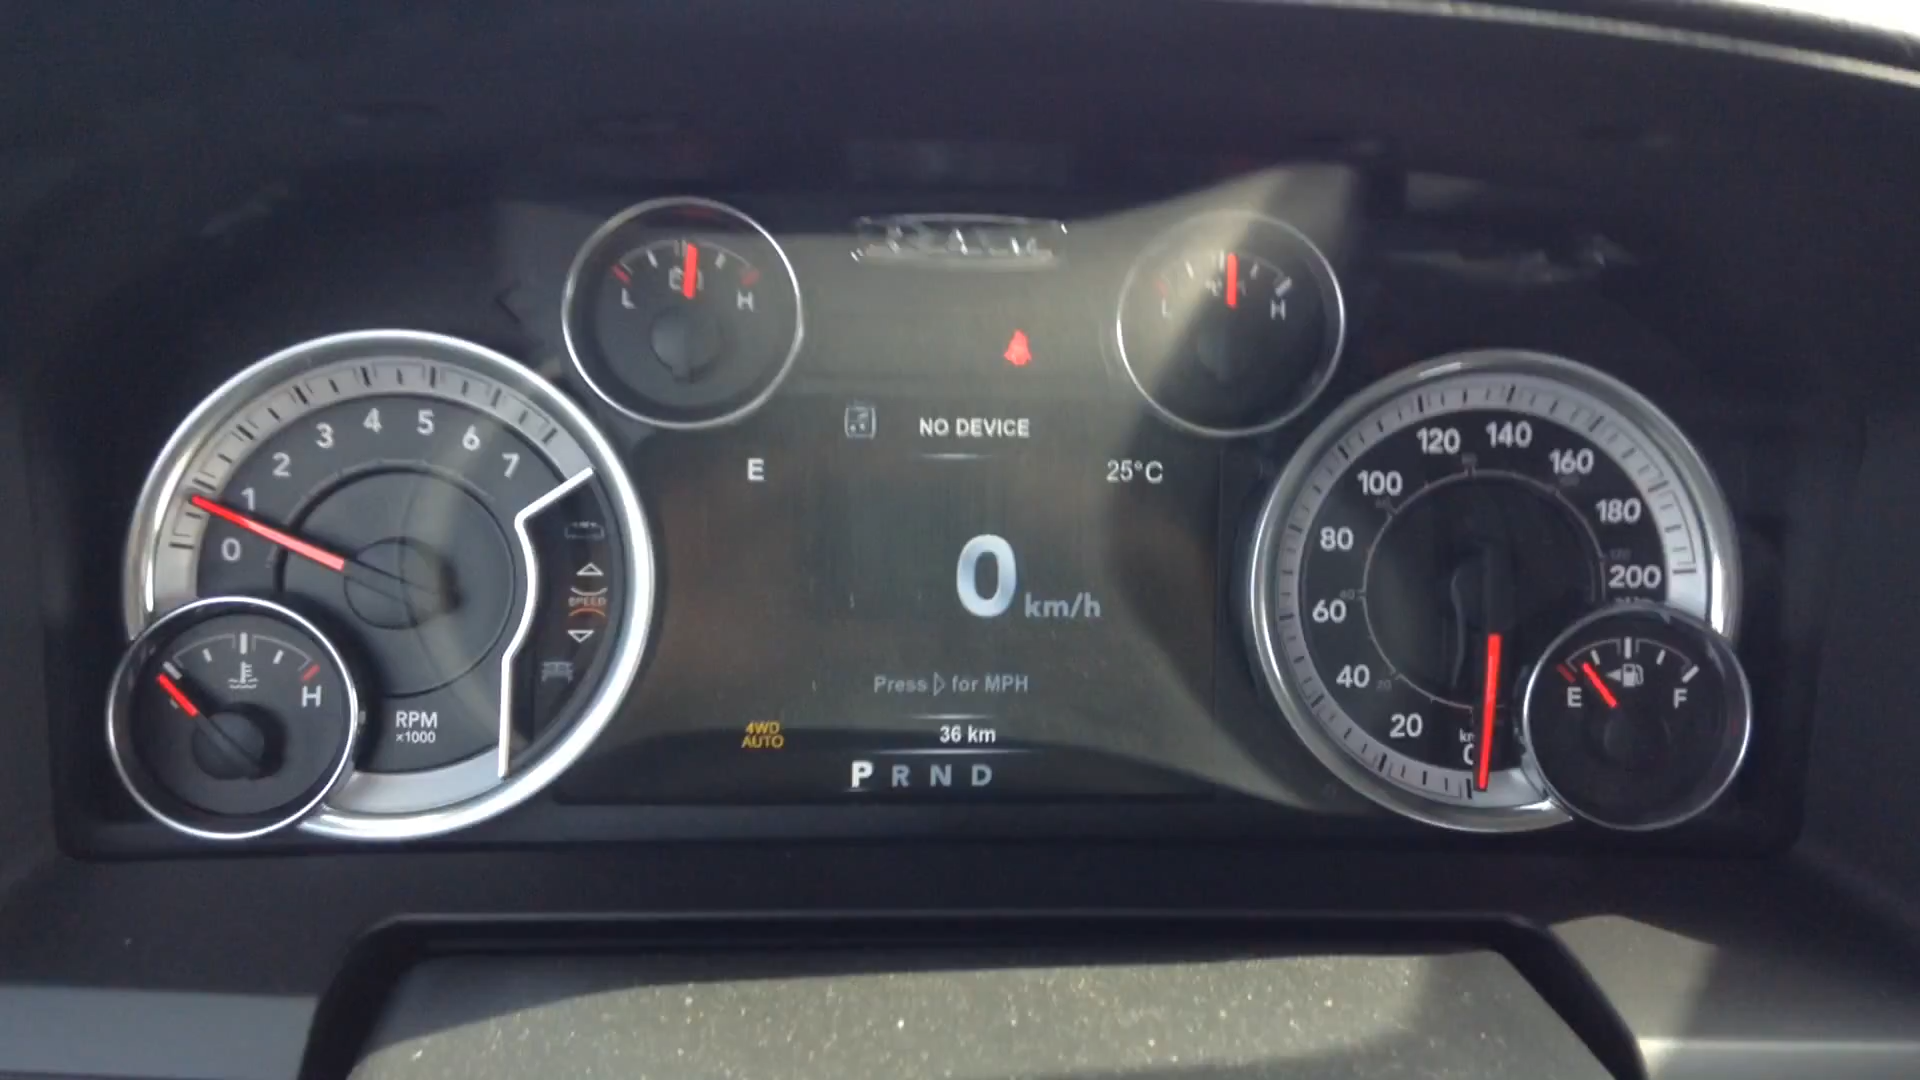 L H
L H
NO DEVICE
E 25°C
0 1 2 3 4 5 6 7
RPM
×1000
SPEED
H
0 km/h
Press ▷ for MPH
4WD
AUTO
36 km
P R N D
0 20 40 60 80 100 120 140 160 180 200
E F